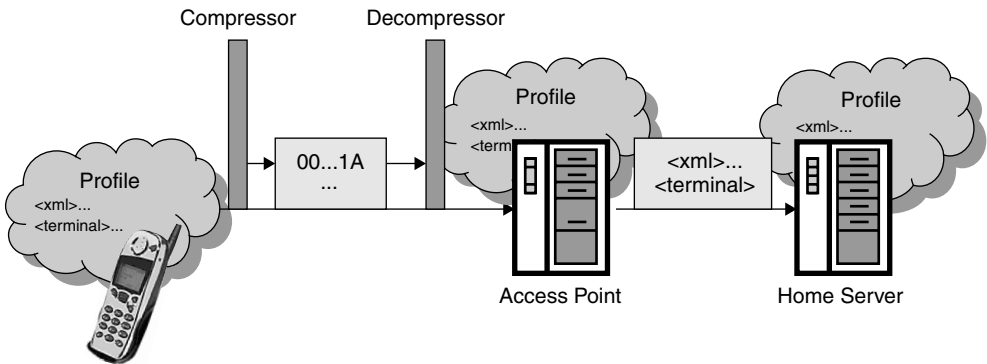 Compressor
Decompressor
Profile
<xml>...
<terminal>...
00...1A
...
Profile
<xml>...
<term
<xml>...
<terminal>
Profile
<xml>...
Access Point
Home Server